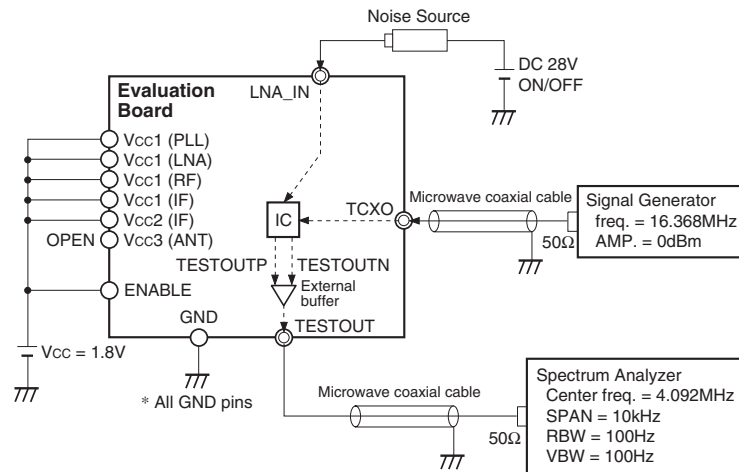 Noise Source
DC 28V
ON/OFF
Evaluation
Board
LNA_IN
VCC1 (PLL)
VCC1 (LNA)
VCC1 (RF)
VCC1 (IF)
VCC2 (IF)
OPEN
VCC3 (ANT)
ENABLE
IC
TCXO
Microwave coaxial cable
50Ω
Signal Generator
freq. = 16.368MHz
AMP. = 0dBm
TESTOUTP
TESTOUTN
External
buffer
GND
TESTOUT
VCC = 1.8V
* All GND pins
Microwave coaxial cable
50Ω
Spectrum Analyzer
Center freq. = 4.092MHz
SPAN = 10kHz
RBW = 100Hz
VBW = 100Hz